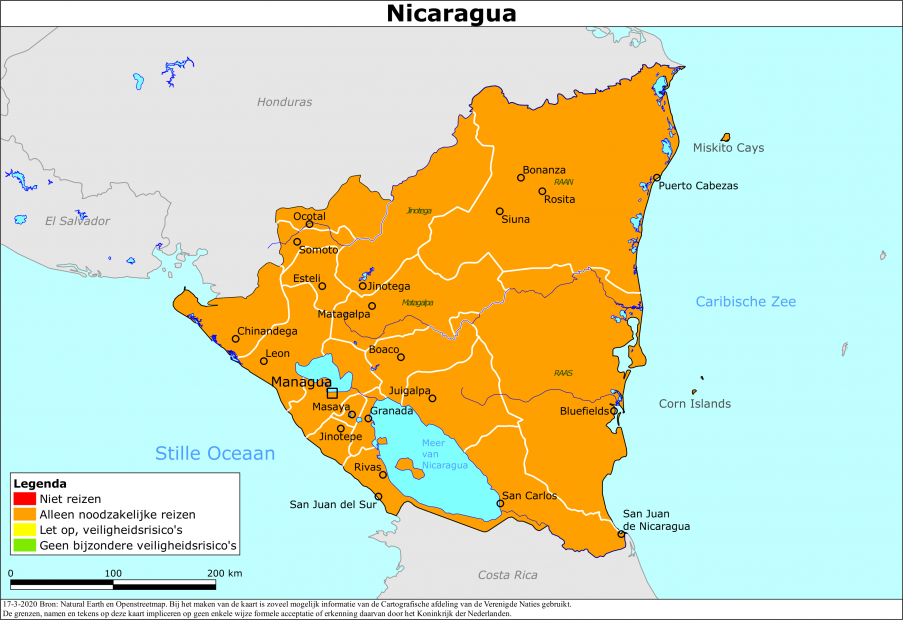 Nicaragua
Honduras
Miskito Cays
Bonanza
RAAN
Rosita
Puerto Cabezas
Siuna
El Salvador
Ocotal
Jinotega
Somoto
Esteli
Jinotega
Matagalpa
Matagalpa
Caribische Zee
Chinandega
Leon
Boaco
RAAS
Managua
Juigalpa
Corn Islands
Masaya
Granada
Bluefields
Jinotepe
Meer
van
Nicaragua
Stille Oceaan
Rivas
San Juan del Sur
San Carlos
San Juan
de Nicaragua
Costa Rica
Legenda
Niet reizen
Alleen noodzakelijke reizen
Let op, veiligheidsrisico's
Geen bijzondere veiligheidsrisico's
0 100 200 km
17-3-2020 Bron: Natural Earth en Openstreetmap. Bij het maken van de kaart is zoveel mogelijk informatie van de Cartografische afdeling van de Verenigde Naties gebruikt.
De grenzen, namen en tekens op deze kaart impliceren op geen enkele wijze formele acceptatie of erkenning daarvan door het Koninkrijk der Nederlanden.